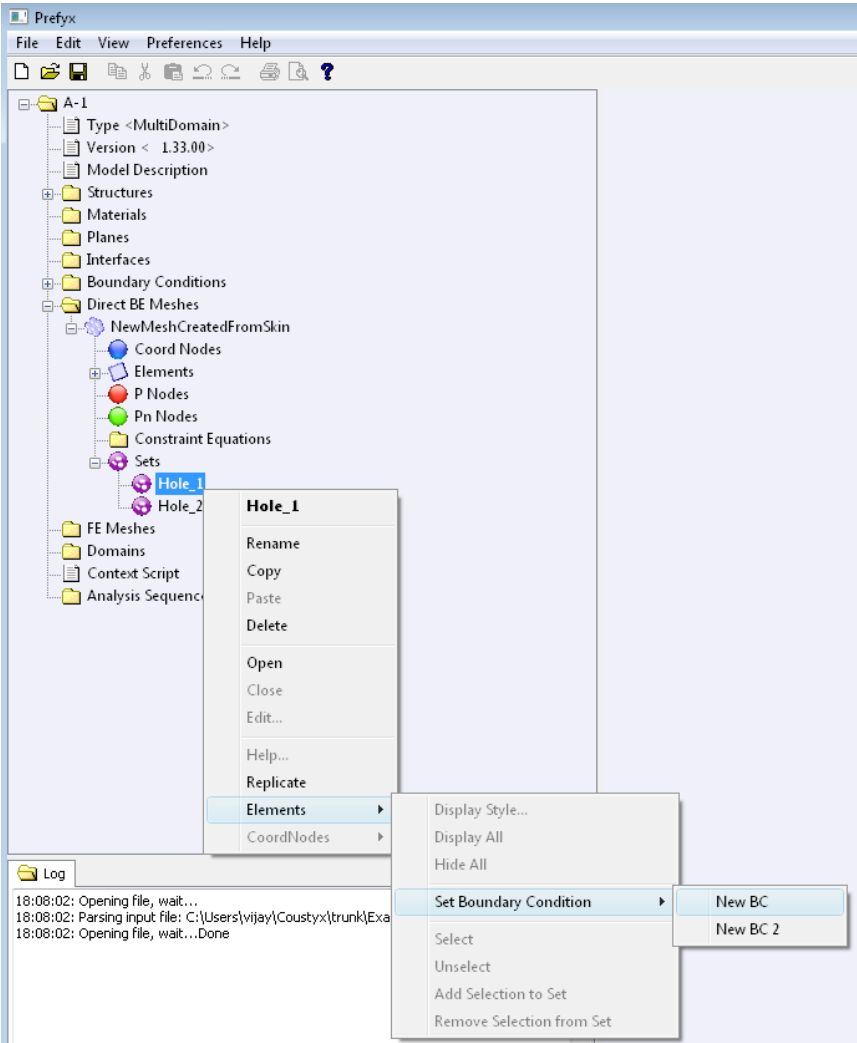 Prefyx
File Edit View Preferences Help
A-1
Type <MultiDomain>
Version < 1.33.00>
Model Description
Structures
Materials
Planes
Interfaces
Boundary Conditions
Direct BE Meshes
NewMeshCreatedFromSkin
Coord Nodes
Elements
P Nodes
Pn Nodes
Constraint Equations
Sets
Hole_1
Hole_2
FE Meshes
Domains
Context Script
Analysis Sequenc
Hole_1
Rename
Copy
Paste
Delete
Open
Close
Edit...
Help...
Replicate
Elements
CoordNodes
Display Style...
Display All
Hide All
Set Boundary Condition
Select
Unselect
Add Selection to Set
Remove Selection from Set
New BC
New BC 2
Log
18:08:02: Opening file, wait...
18:08:02: Parsing input file: C:\Users\vijay\Coustyx\trunk\Exa
18:08:02: Opening file, wait...Done